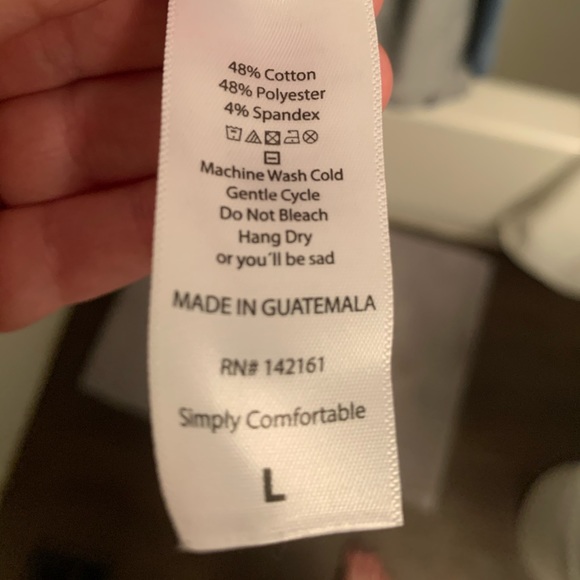 48% Cotton
48% Polyester
4% Spandex
Machine Wash Cold
Gentle Cycle
Do Not Bleach
Hang Dry
or you'll be sad
MADE IN GUATEMALA
RN# 142161
Simply Comfortable
L